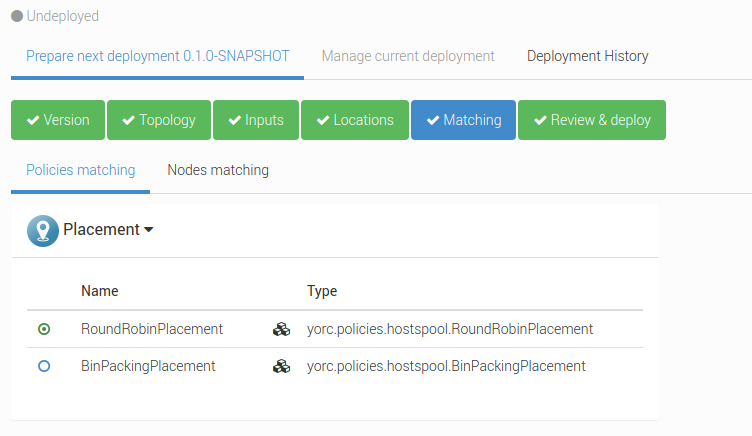 Undeployed
Prepare next deployment 0.1.0-SNAPSHOT Manage current deployment Deployment History
Version Topology Inputs Locations Matching Review & deploy
Policies matching Nodes matching
Placement
Name Type
RoundRobinPlacement yorc.policies.hostspool.RoundRobinPlacement
BinPackingPlacement yorc.policies.hostspool.BinPackingPlacement